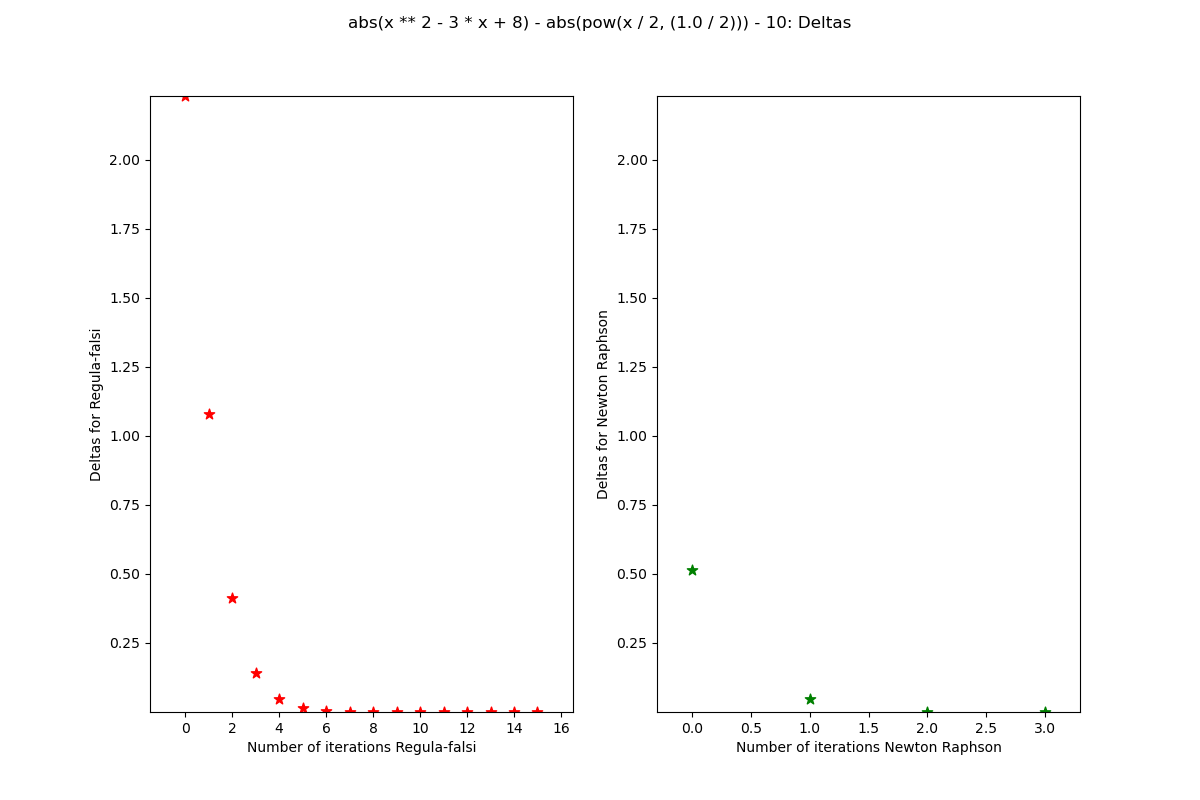 abs(x ** 2 - 3 * x + 8) - abs(pow(x / 2, (1.0 / 2))) - 10: Deltas
Deltas for Regula-falsi
2.00
1.75
1.50
1.25
1.00
0.75
0.50
0.25
0 2 4 6 8 10 12 14 16
Number of iterations Regula-falsi
Deltas for Newton Raphson
2.00
1.75
1.50
1.25
1.00
0.75
0.50
0.25
0.0 0.5 1.0 1.5 2.0 2.5 3.0
Number of iterations Newton Raphson